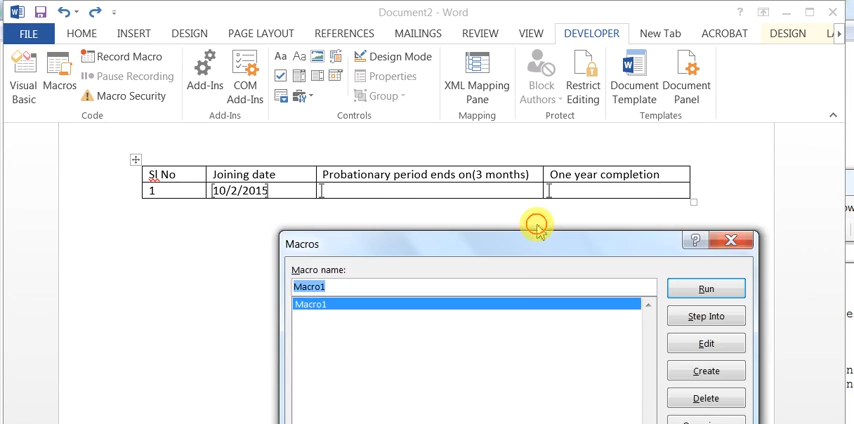 Document2 - Word
FILE HOME INSERT DESIGN PAGE LAYOUT REFERENCES MAILINGS REVIEW VIEW DEVELOPER New Tab ACROBAT DESIGN
Visual Basic
Macros
Record Macro
Pause Recording
Macro Security
Code
Add-Ins
COM Add-Ins
Add-Ins
Aa Aa
Design Mode
Properties
Group
Controls
XML Mapping Pane
Mapping
Block Authors
Restrict Editing
Protect
Document Template
Document Panel
Templates
Sl No Joining date Probationary period ends on(3 months) One year completion
1 10/2/2015
Macros
Macro name:
Macro1
Macro1
Run
Step Into
Edit
Create
Delete